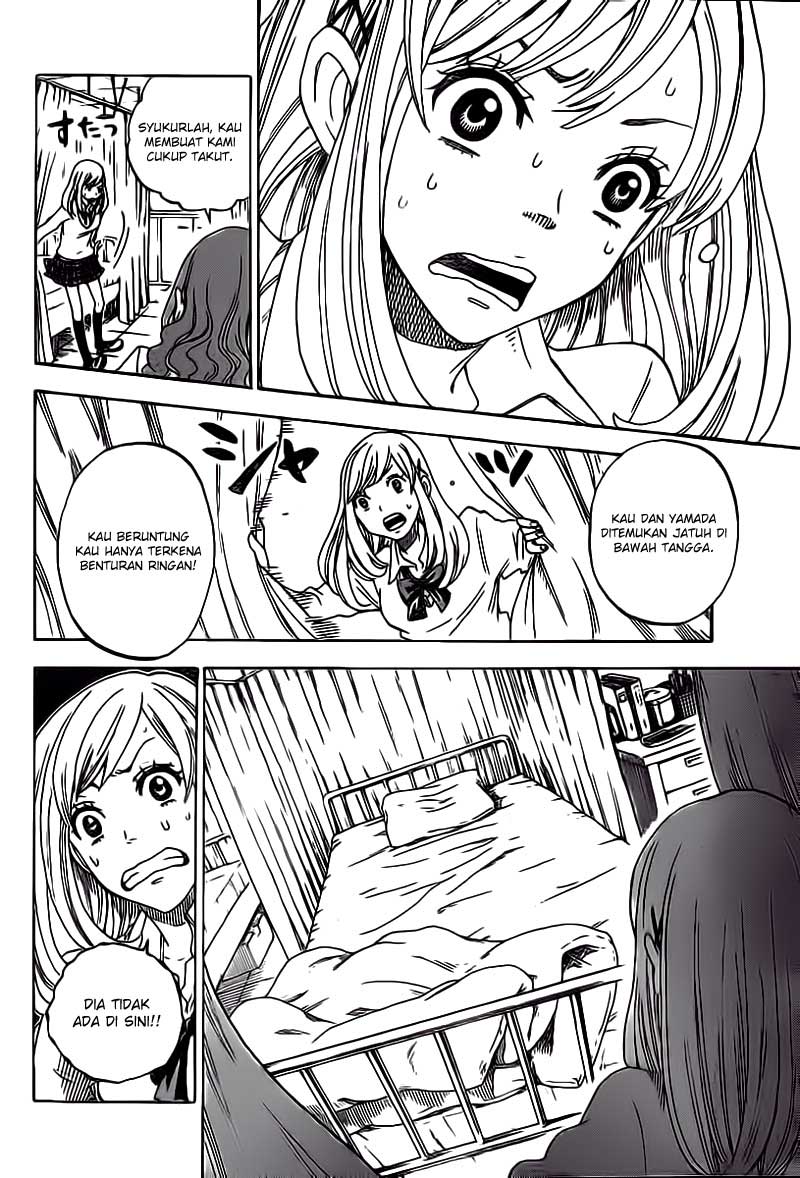 SYUKURLAH, KAU
MEMBUAT KAMI
CUKUP TAKUT.
すたっ
KAU DAN YAMADA
DITEMUKAN JATUH DI
BAWAH TANGGA.
シャッ
KAU BERUNTUNG
KAU HANYA TERKENA
BENTURAN RINGAN!
DIA TIDAK
ADA DI SINI!!